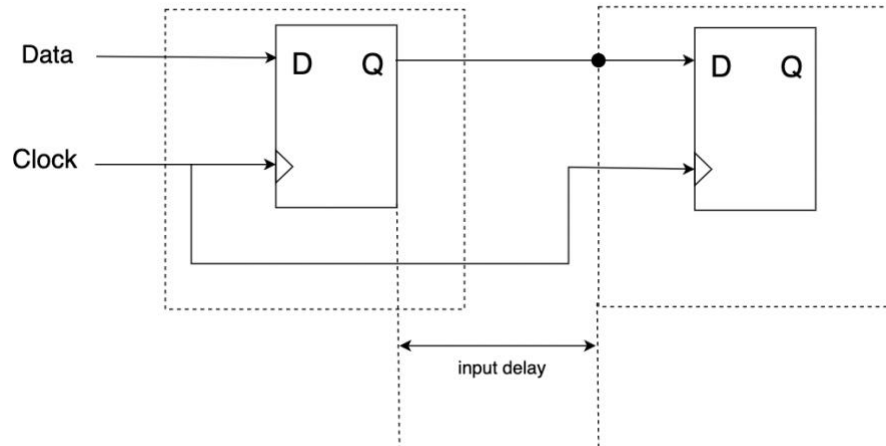 Data
D Q
D Q
Clock
input delay